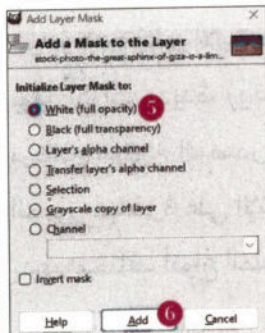 Add Layer Mask
Add a Mask to the Layer
stock-photo-the-great-sphinx-of-giza-o-a-lim...
Initialize Layer Mask to:
White (full opacity) 5
Black (full transparency)
Layer's alpha channel
Transfer layer's alpha channel
Selection
Grayscale copy of layer
Channel
Invert mask
Help Add 6 Cancel